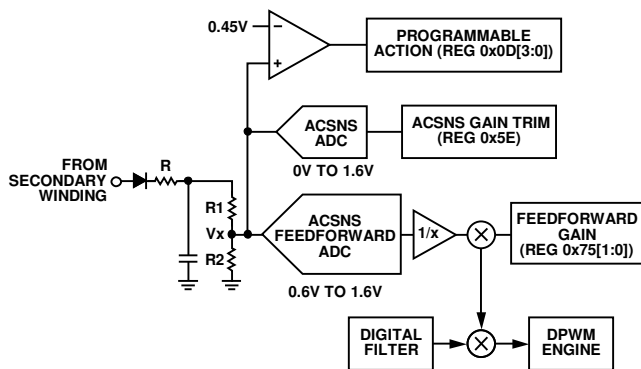 0.45V
−
+
PROGRAMMABLE
ACTION (REG 0x0D[3:0])
ACSNS
ADC
0V TO 1.6V
ACSNS GAIN TRIM
(REG 0x5E)
FROM
SECONDARY
WINDING
R
R1
Vx
R2
ACSNS
FEEDFORWARD
ADC
0.6V TO 1.6V
1/x
×
FEEDFORWARD
GAIN
(REG 0x75[1:0])
DIGITAL
FILTER
×
DPWM
ENGINE